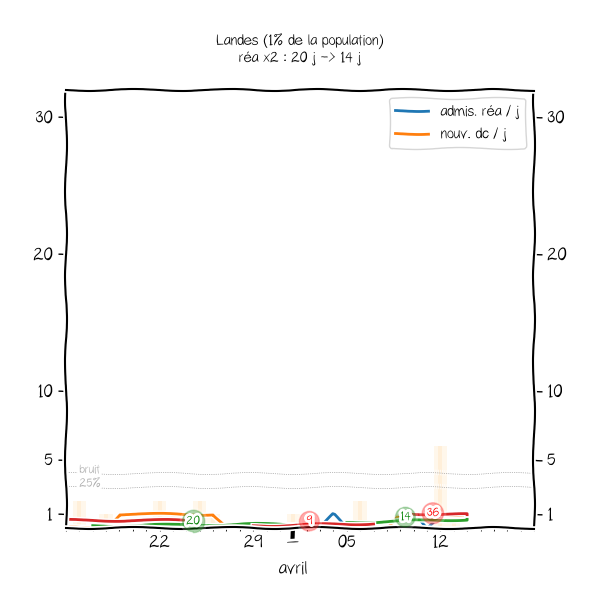 Landes (1% de la population)
réa x2 : 20 j -> 14 j
admis. réa / j
nouv. dc / j
30 30
20 20
10 10
5 5
bruit
25%
1 1
20 9 14 36
22 29 1 05 12
avril